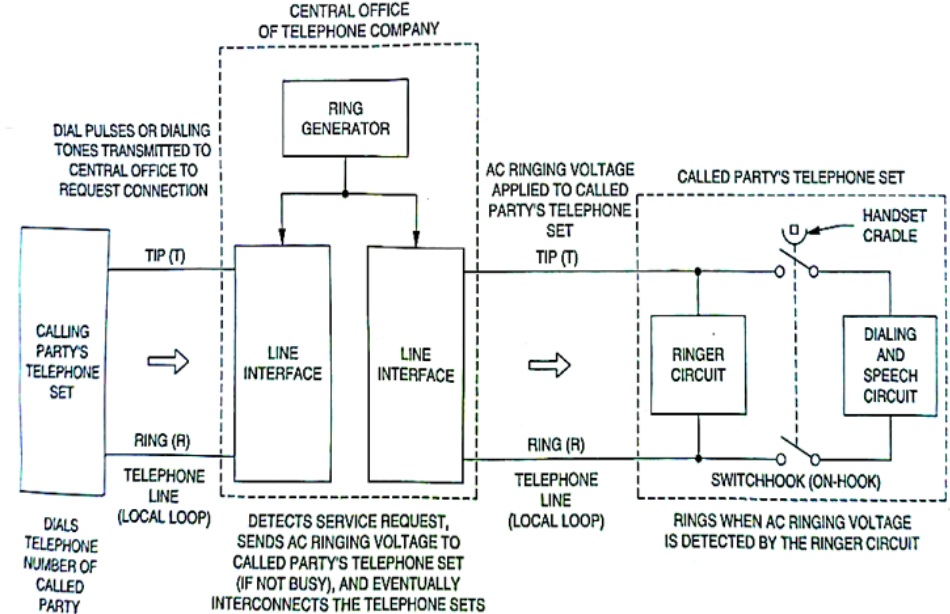 CENTRAL OFFICE
OF TELEPHONE COMPANY
RING
GENERATOR
DIAL PULSES OR DIALING
TONES TRANSMITTED TO
CENTRAL OFFICE TO
REQUEST CONNECTION
AC RINGING VOLTAGE
APPLIED TO CALLED
PARTY'S TELEPHONE
SET
CALLED PARTY'S TELEPHONE SET
HANDSET
CRADLE
TIP (T)
TIP (T)
CALLING
PARTY'S
TELEPHONE
SET
LINE
INTERFACE
LINE
INTERFACE
RINGER
CIRCUIT
DIALING
AND
SPEECH
CIRCUIT
RING (R)
RING (R)
TELEPHONE
LINE
(LOCAL LOOP)
TELEPHONE
LINE
(LOCAL LOOP)
SWITCHHOOK (ON-HOOK)
DIALS
TELEPHONE
NUMBER OF
CALLED
PARTY
DETECTS SERVICE REQUEST,
SENDS AC RINGING VOLTAGE TO
CALLED PARTY'S TELEPHONE SET
(IF NOT BUSY), AND EVENTUALLY
INTERCONNECTS THE TELEPHONE SETS
RINGS WHEN AC RINGING VOLTAGE
IS DETECTED BY THE RINGER CIRCUIT